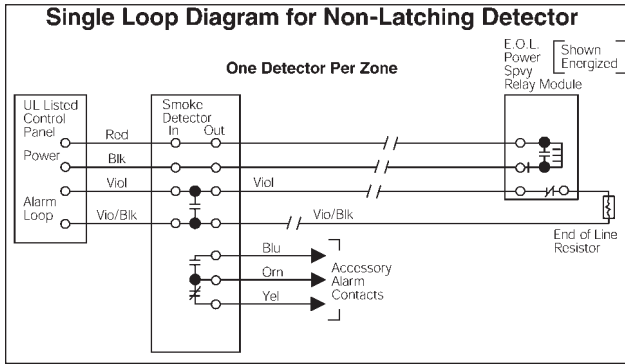 Single Loop Diagram for Non-Latching Detector
One Detector Per Zone
E.O.L.
Power
Spvy
Relay Module
Shown
Energized
UL Listed
Control
Panel
Power
Alarm
Loop
Smoke
Detector
In Out
Red
Blk
Viol
Viol
Vio/Blk
Vio/Blk
End of Line
Resistor
Blu
Orn
Yel
Accessory
Alarm
Contacts